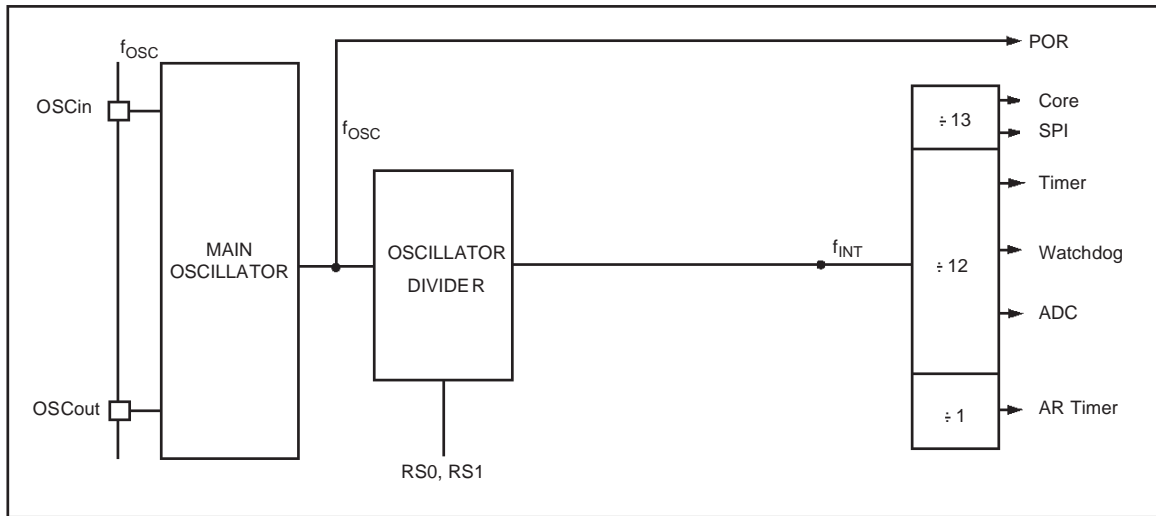 fOSC
POR
OSCin
Core
÷ 13
SPI
fOSC
Timer
MAIN
OSCILLATOR
OSCILLATOR
DIVIDER
fINT
÷ 12
Watchdog
ADC
OSCout
÷ 1
AR Timer
RS0, RS1